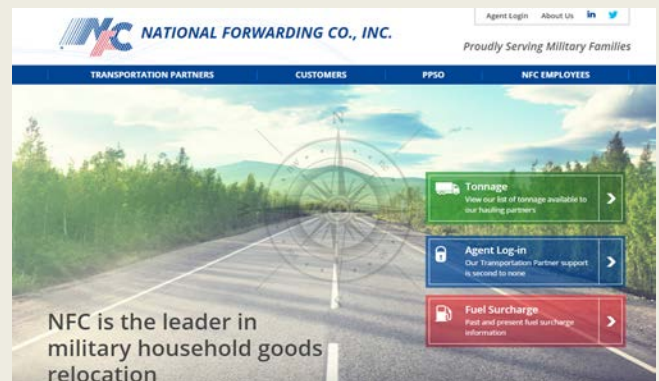 Agent Login About Us in
NFC NATIONAL FORWARDING CO., INC.
Proudly Serving Military Families
TRANSPORTATION PARTNERS CUSTOMERS PPSO NFC EMPLOYEES
N
Tonnage
View our list of tonnage available to
our hauling partners
Agent Log-in
Our Transportation Partner support
is second to none
Fuel Surcharge
Past and present fuel surcharge
information
NFC is the leader in
military household goods
relocation